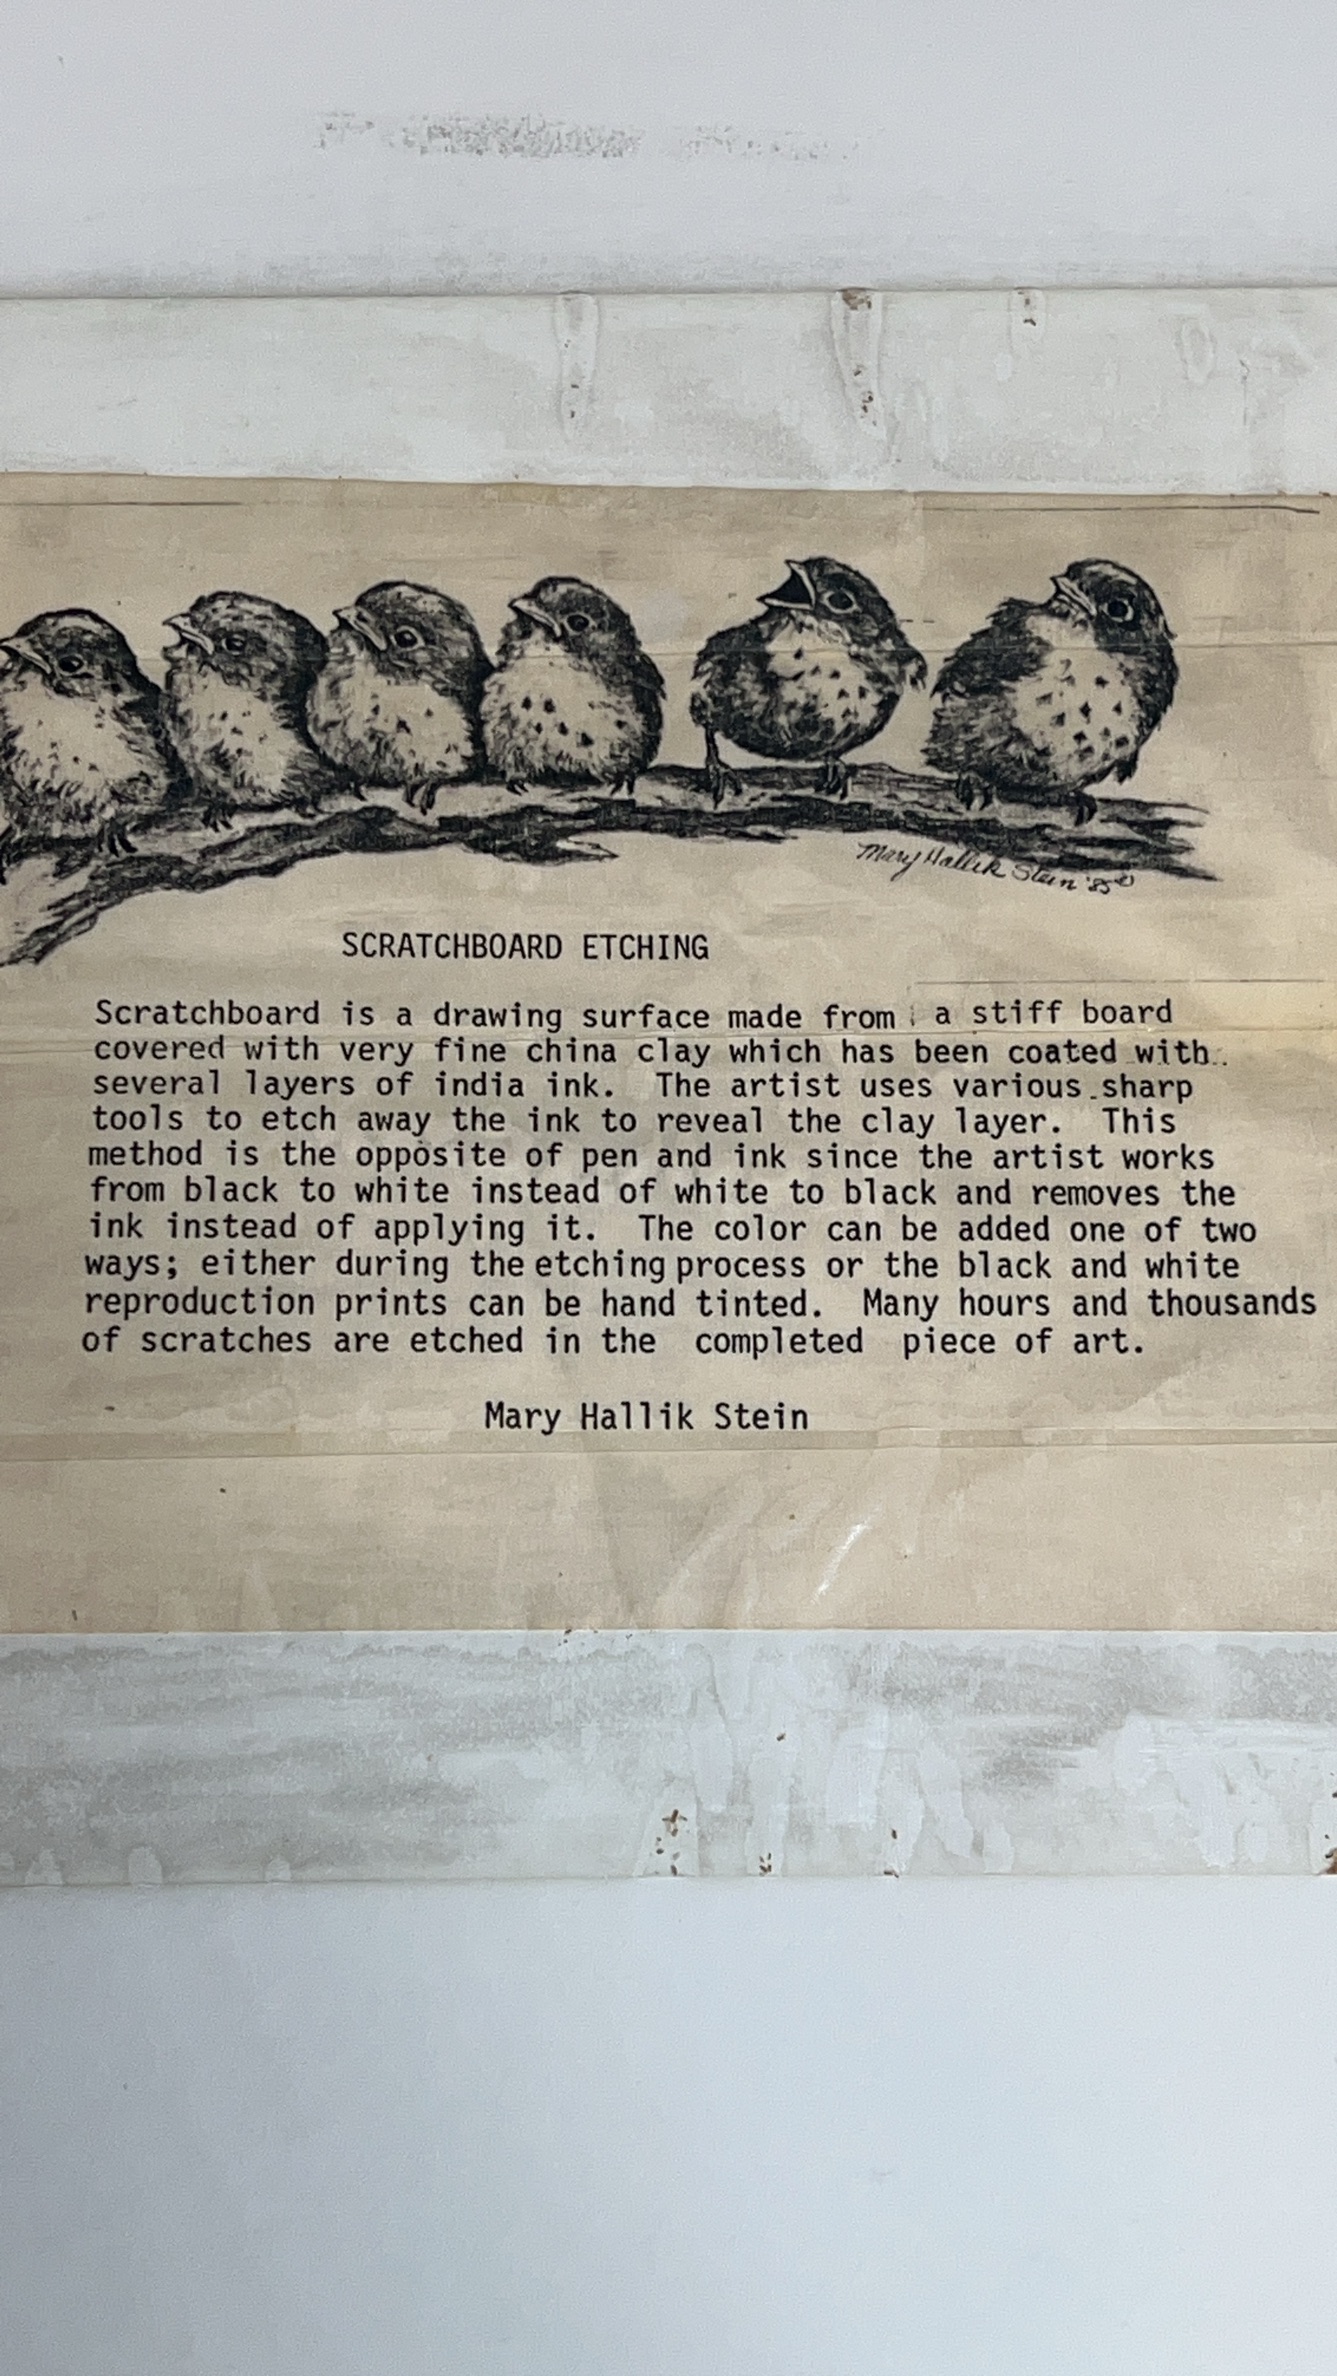 Mary Hallik Stein '85 ©
SCRATCHBOARD ETCHING
Scratchboard is a drawing surface made from a stiff board
covered with very fine china clay which has been coated with
several layers of india ink. The artist uses various sharp
tools to etch away the ink to reveal the clay layer. This
method is the opposite of pen and ink since the artist works
from black to white instead of white to black and removes the
ink instead of applying it. The color can be added one of two
ways; either during the etching process or the black and white
reproduction prints can be hand tinted. Many hours and thousands
of scratches are etched in the completed piece of art.
Mary Hallik Stein